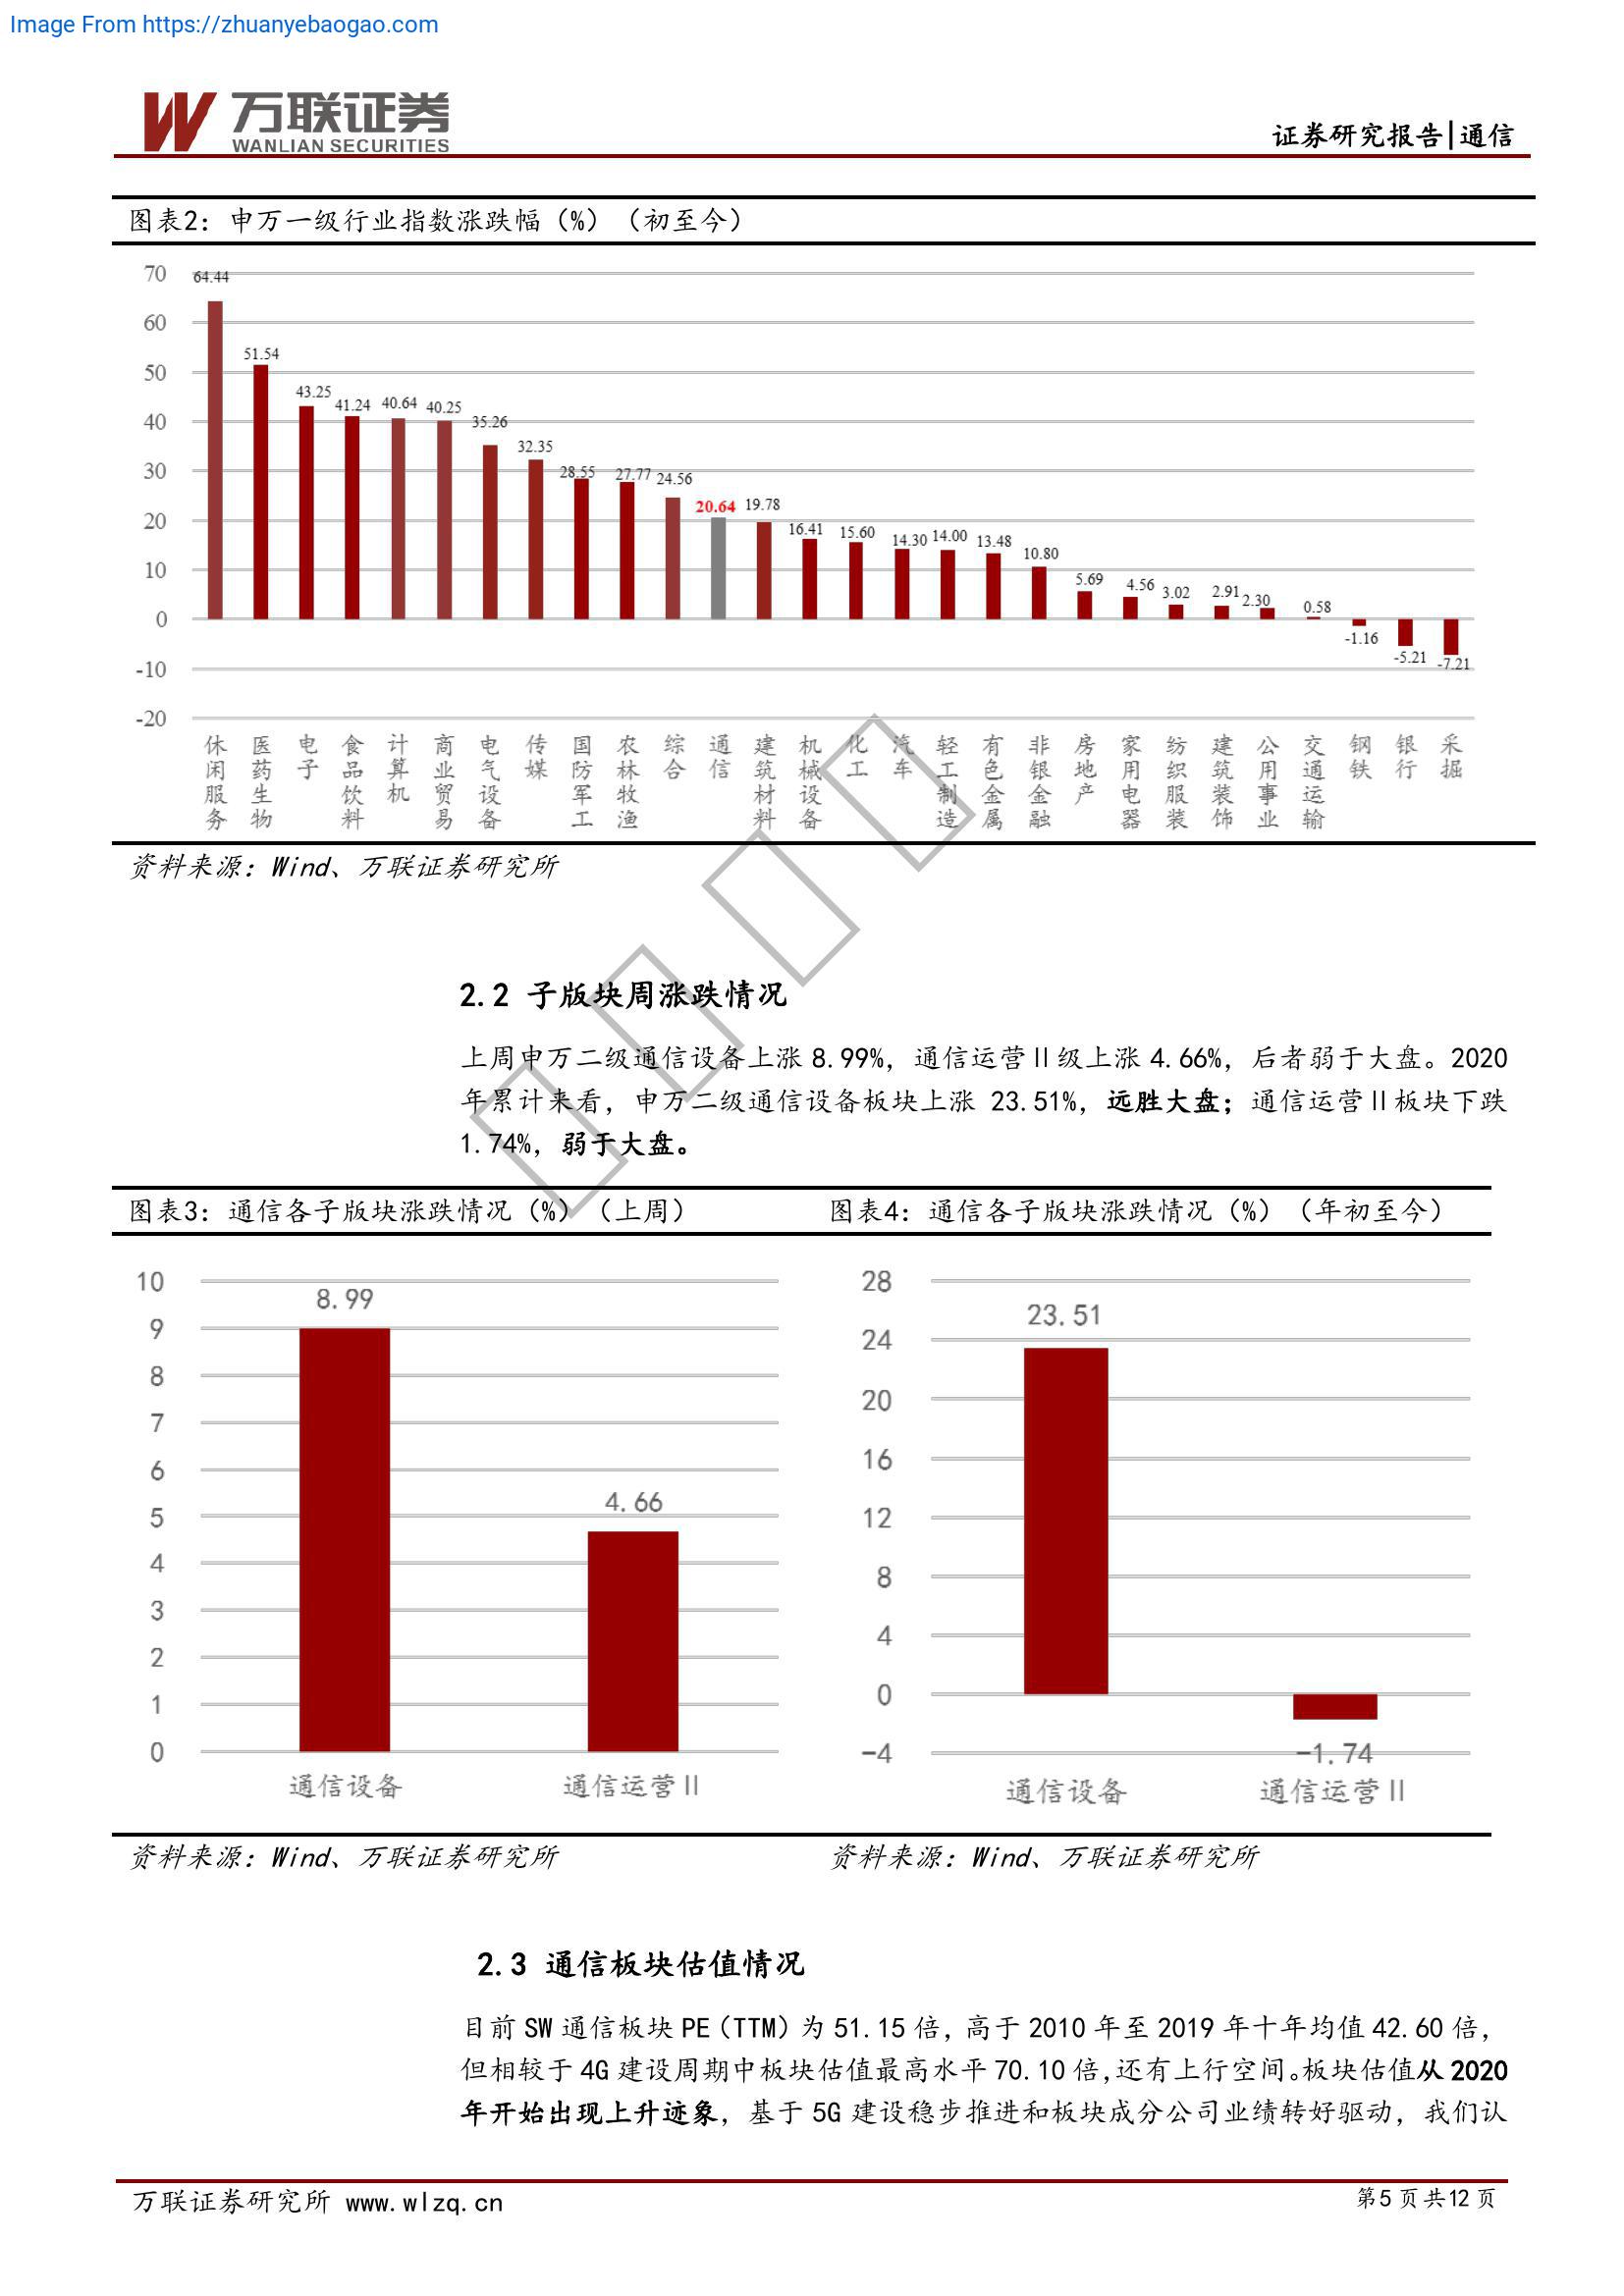 Image From https://zhuanyebaogao.com
万联证券
WANLIAN SECURITIES
证券研究报告|通信
图表2：申万一级行业指数涨跌幅（%）（初至今）
70
60
50
40
30
20
10
0
-10
-20
64.44
51.54
43.25
41.24
40.64
40.25
35.26
32.35
28.55
27.77
24.56
20.64
19.78
16.41
15.60
14.30
14.00
13.48
10.80
5.69
4.56
3.02
2.91
2.30
0.58
-1.16
-5.21
-7.21
休闲服务
医药生物
电子
食品饮料
计算机
商业贸易
电气设备
传媒
国防军工
农林牧渔
综合
通信
建筑材料
机械设备
化工
汽车
轻工制造
有色金属
非银金融
房地产
家用电器
纺织服装
建筑装饰
公用事业
交通运输
钢铁
银行
采掘
资料来源：Wind、万联证券研究所
2.2 子版块周涨跌情况
上周申万二级通信设备上涨 8.99%，通信运营Ⅱ级上涨 4.66%，后者弱于大盘。2020
年累计来看，申万二级通信设备板块上涨 23.51%，远胜大盘；通信运营Ⅱ板块下跌
1.74%，弱于大盘。
图表3：通信各子版块涨跌情况（%）（上周）
10
9
8
7
6
5
4
3
2
1
0
8.99
4.66
通信设备
通信运营Ⅱ
资料来源：Wind、万联证券研究所
图表4：通信各子版块涨跌情况（%）（年初至今）
28
24
20
16
12
8
4
0
-4
23.51
-1.74
通信设备
通信运营Ⅱ
资料来源：Wind、万联证券研究所
2.3 通信板块估值情况
目前 SW 通信板块 PE（TTM）为 51.15 倍，高于 2010 年至 2019 年十年均值 42.60 倍，
但相较于 4G 建设周期中板块估值最高水平 70.10 倍,还有上行空间。板块估值从 2020
年开始出现上升迹象，基于 5G 建设稳步推进和板块成分公司业绩转好驱动，我们认
万联证券研究所 www.wlzq.cn
第5页共12页